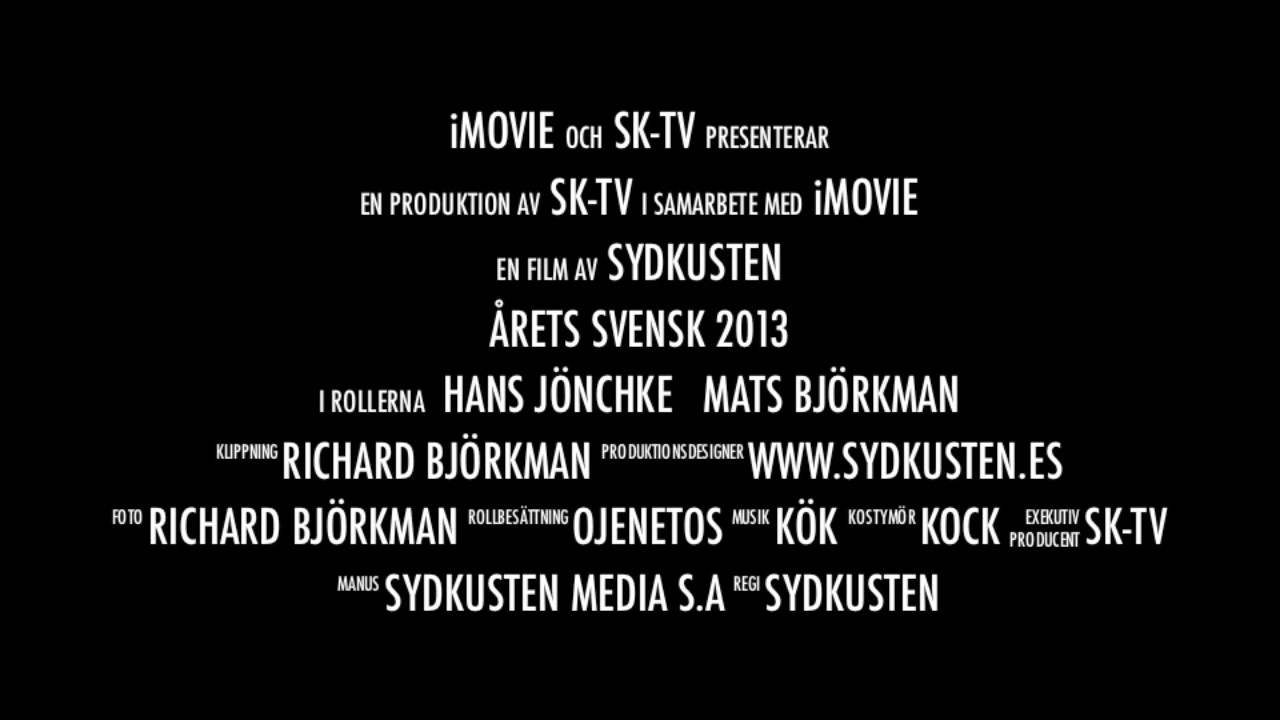 iMOVIE OCH SK-TV PRESENTERAR
EN PRODUKTION AV SK-TV I SAMARBETE MED iMOVIE
EN FILM AV SYDKUSTEN
ÅRETS SVENSK 2013
I ROLLERNA HANS JÖNCHKE MATS BJÖRKMAN
KLIPPNING RICHARD BJÖRKMAN PRODUKTIONSDESIGNER WWW.SYDKUSTEN.ES
FOTO RICHARD BJÖRKMAN ROLLBESÄTTNING OJENETOS MUSIK KÖK KOSTYMÖR KOCK EXEKUTIV PRODUCENT SK-TV
MANUS SYDKUSTEN MEDIA S.A REGI SYDKUSTEN